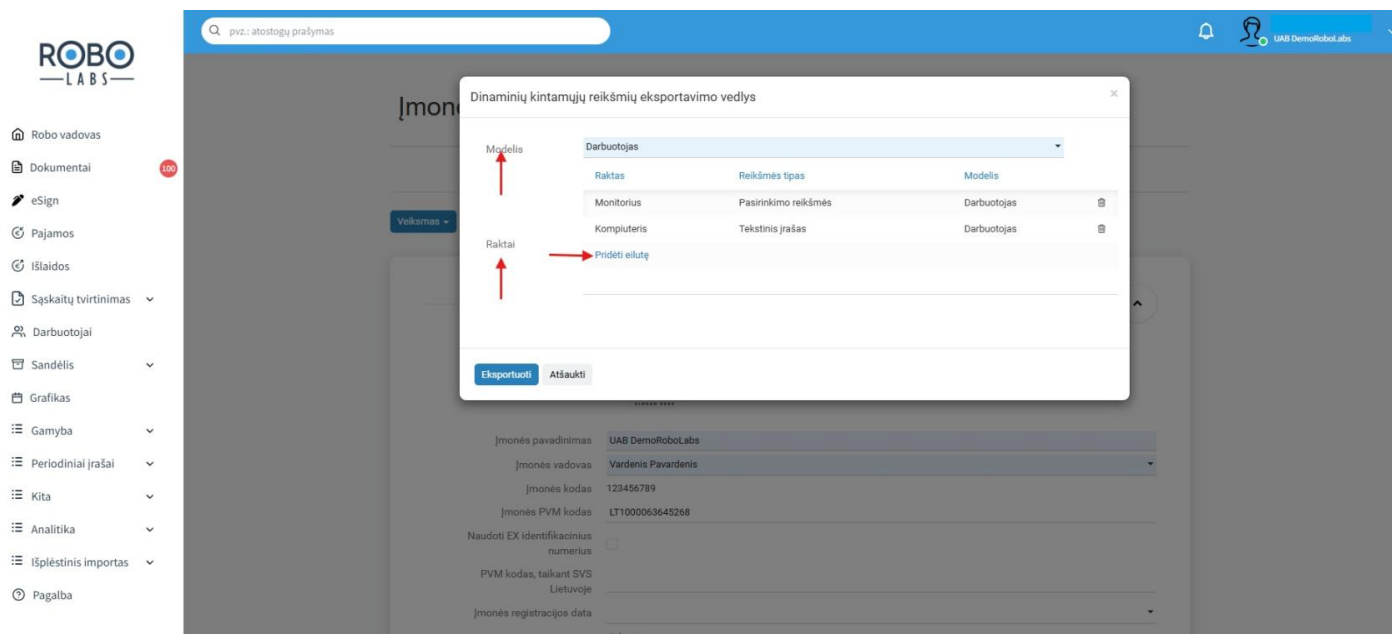 ROBO
LABS
Robo vadovas
Dokumentai 100
eSign
Pajamos
Išlaidos
Sąskaitų tvirtinimas
Darbuotojai
Sandėlis
Grafikas
Gamyba
Periodiniai įrašai
Kita
Analitika
Išplėstinis importas
Pagalba
pvz.: atostogų prašymas
UAB DemoRoboLabs
Įmon
Veiksmas
Dinaminių kintamųjų reikšmių eksportavimo vedlys ×
Modelis Darbuotojas
Raktai
Raktas Reikšmės tipas Modelis
Monitorius Pasirinkimo reikšmės Darbuotojas
Kompiuteris Tekstinis įrašas Darbuotojas
Pridėti eilutę
Eksportuoti Atšaukti
Įmonės pavadinimas UAB DemoRoboLabs
Įmonės vadovas Vardenis Pavardenis
Įmonės kodas 123456789
Įmonės PVM kodas LT1000063645268
Naudoti EX identifikacinius
numerius
PVM kodas, taikant SVS
Lietuvoje
Įmonės registracijos data